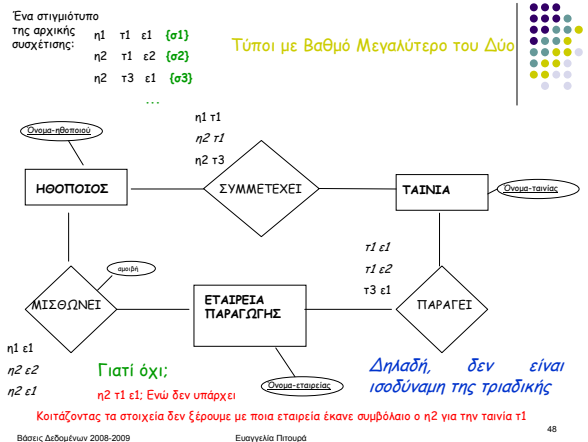 Ένα στιγμιότυπο
της αρχικής
συσχέτισης:
η1 τ1 ε1 {σ1}
η2 τ1 ε2 {σ2}
η2 τ3 ε1 {σ3}
...
Τύποι με Βαθμό Μεγαλύτερο του Δύο
Όνομα-ηθοποιού
η1 τ1
η2 τ1
η2 τ3
ΗΘΟΠΟΙΟΣ
ΣΥΜΜΕΤΕΧΕΙ
ΤΑΙΝΙΑ
Όνομα-ταινίας
τ1 ε1
τ1 ε2
τ3 ε1
αμοιβή
ΜΙΣΘΩΝΕΙ
ΕΤΑΙΡΕΙΑ
ΠΑΡΑΓΩΓΗΣ
ΠΑΡΑΓΕΙ
η1 ε1
η2 ε2
η2 ε1
Γιατί όχι;
η2 τ1 ε1; Ενώ δεν υπάρχει
Όνομα-εταιρείας
Δηλαδή, δεν είναι
ισοδύναμη της τριαδικής
Κοιτάζοντας τα στοιχεία δεν ξέρουμε με ποια εταιρεία έκανε συμβόλαιο ο η2 για την ταινία τ1
Βάσεις Δεδομένων 2008-2009
Ευαγγελία Πιτουρά
48